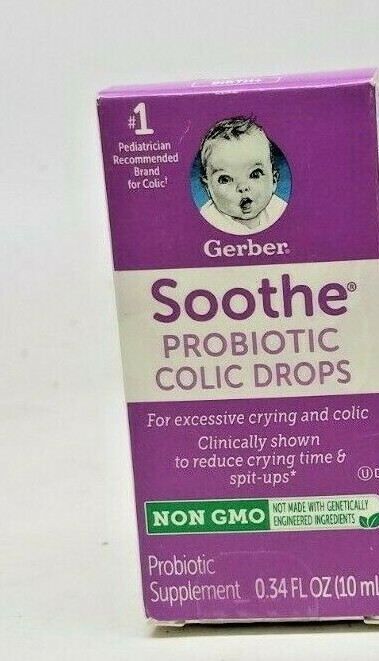 #1
Pediatrician
Recommended
Brand
for Colic!
Gerber®
Soothe®
PROBIOTIC
COLIC DROPS
For excessive crying and colic
Clinically shown
to reduce crying time &
spit-ups*
NON GMO
NOT MADE WITH GENETICALLY
ENGINEERED INGREDIENTS
Probiotic
Supplement 0.34 FL OZ (10 mL